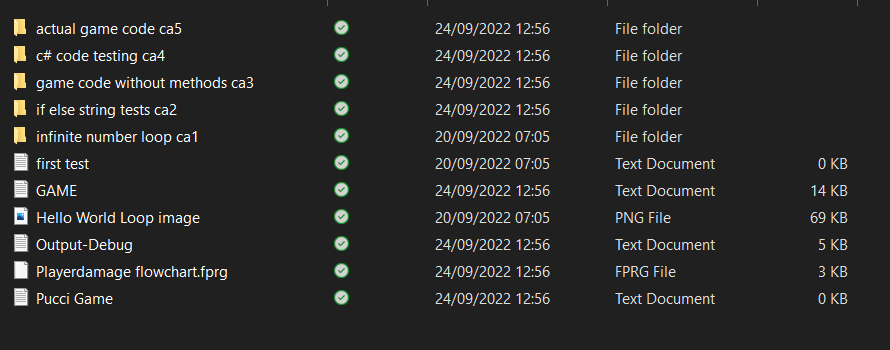 actual game code ca5 24/09/2022 12:56 File folder
c# code testing ca4 24/09/2022 12:56 File folder
game code without methods ca3 24/09/2022 12:56 File folder
if else string tests ca2 24/09/2022 12:56 File folder
infinite number loop ca1 20/09/2022 07:05 File folder
first test 20/09/2022 07:05 Text Document 0 KB
GAME 24/09/2022 12:56 Text Document 14 KB
Hello World Loop image 20/09/2022 07:05 PNG File 69 KB
Output-Debug 24/09/2022 12:56 Text Document 5 KB
Playerdamage flowchart.fprg 24/09/2022 12:56 FPRG File 3 KB
Pucci Game 24/09/2022 12:56 Text Document 0 KB